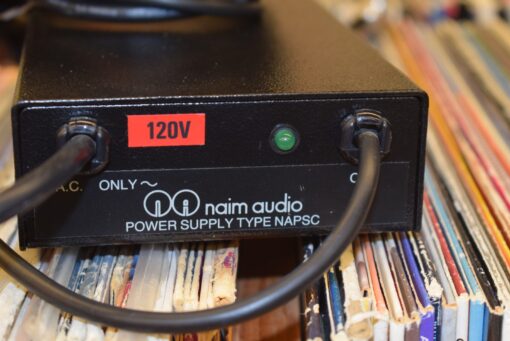 120V
A.C. ONLY ~
naim audio
POWER SUPPLY TYPE NAPSC